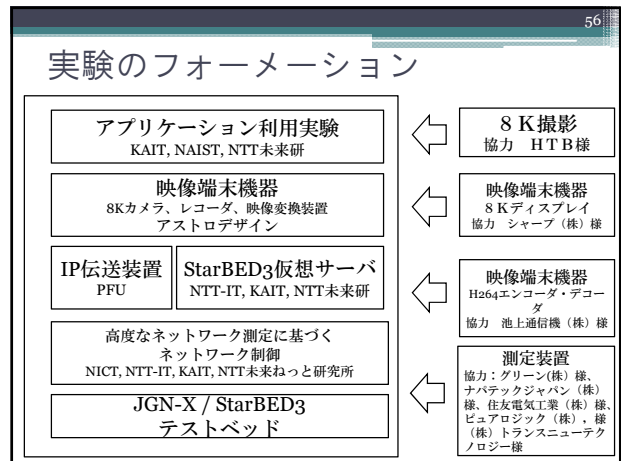 56
実験のフォーメーション
アプリケーション利用実験
KAIT, NAIST, NTT未来研
映像端末機器
8Kカメラ、レコーダ、映像変換装置
アストロデザイン
IP伝送装置
PFU
StarBED3仮想サーバ
NTT-IT, KAIT, NTT未来研
高度なネットワーク測定に基づく
ネットワーク制御
NICT, NTT-IT, KAIT, NTT未来ねっと研究所
JGN-X / StarBED3
テストベッド
８Ｋ撮影
協力　ＨＴＢ様
映像端末機器
８Ｋディスプレイ
協力　シャープ（株）様
映像端末機器
H264エンコーダ・デコー
ダ
協力　池上通信機（株）様
測定装置
協力：グリーン(株）様、
ナパテックジャパン（株）
様、住友電気工業（株）様、
ピュアロジック（株），様
（株）トランスニューテク
ノロジー様